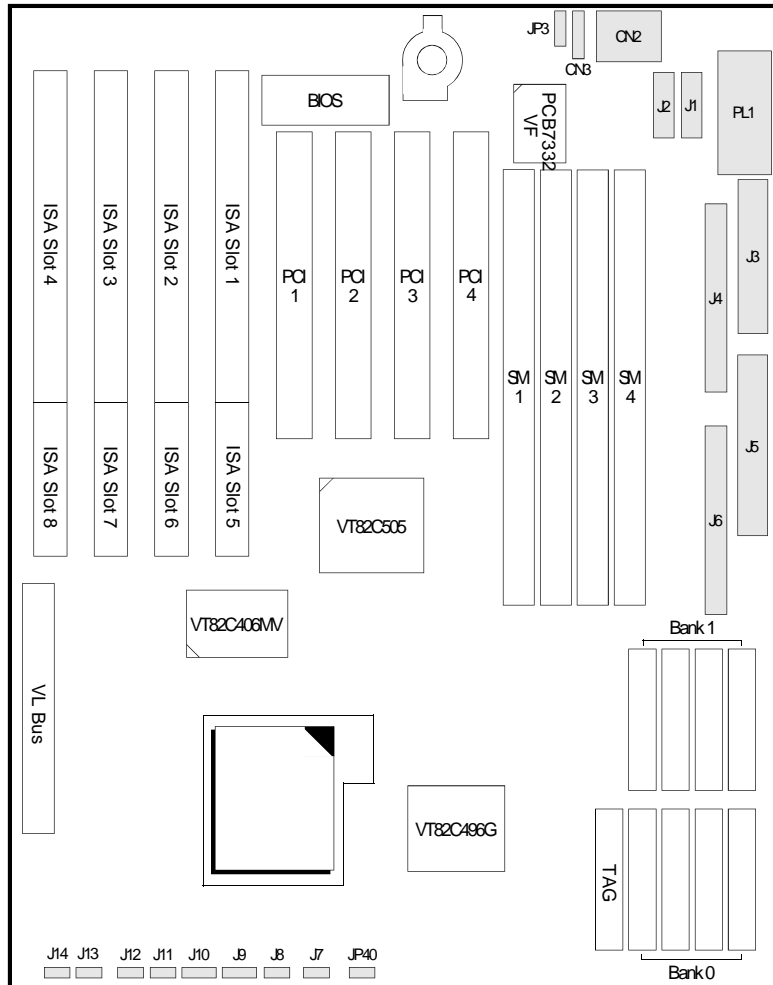 JP3
CN3
CN2
BIOS
PCB7332
VF
J2
J1
PL1
ISA Slot 4
ISA Slot 3
ISA Slot 2
ISA Slot 1
PCI
1
PCI
2
PCI
3
PCI
4
SM
1
SM
2
SM
3
SM
4
J3
J4
J5
J6
ISA Slot 8
ISA Slot 7
ISA Slot 6
ISA Slot 5
VT82C505
VT82C406MV
VL Bus
Bank 1
VT82C496G
TAG
Bank 0
J14
J13
J12
J11
J10
J9
J8
J7
JP40